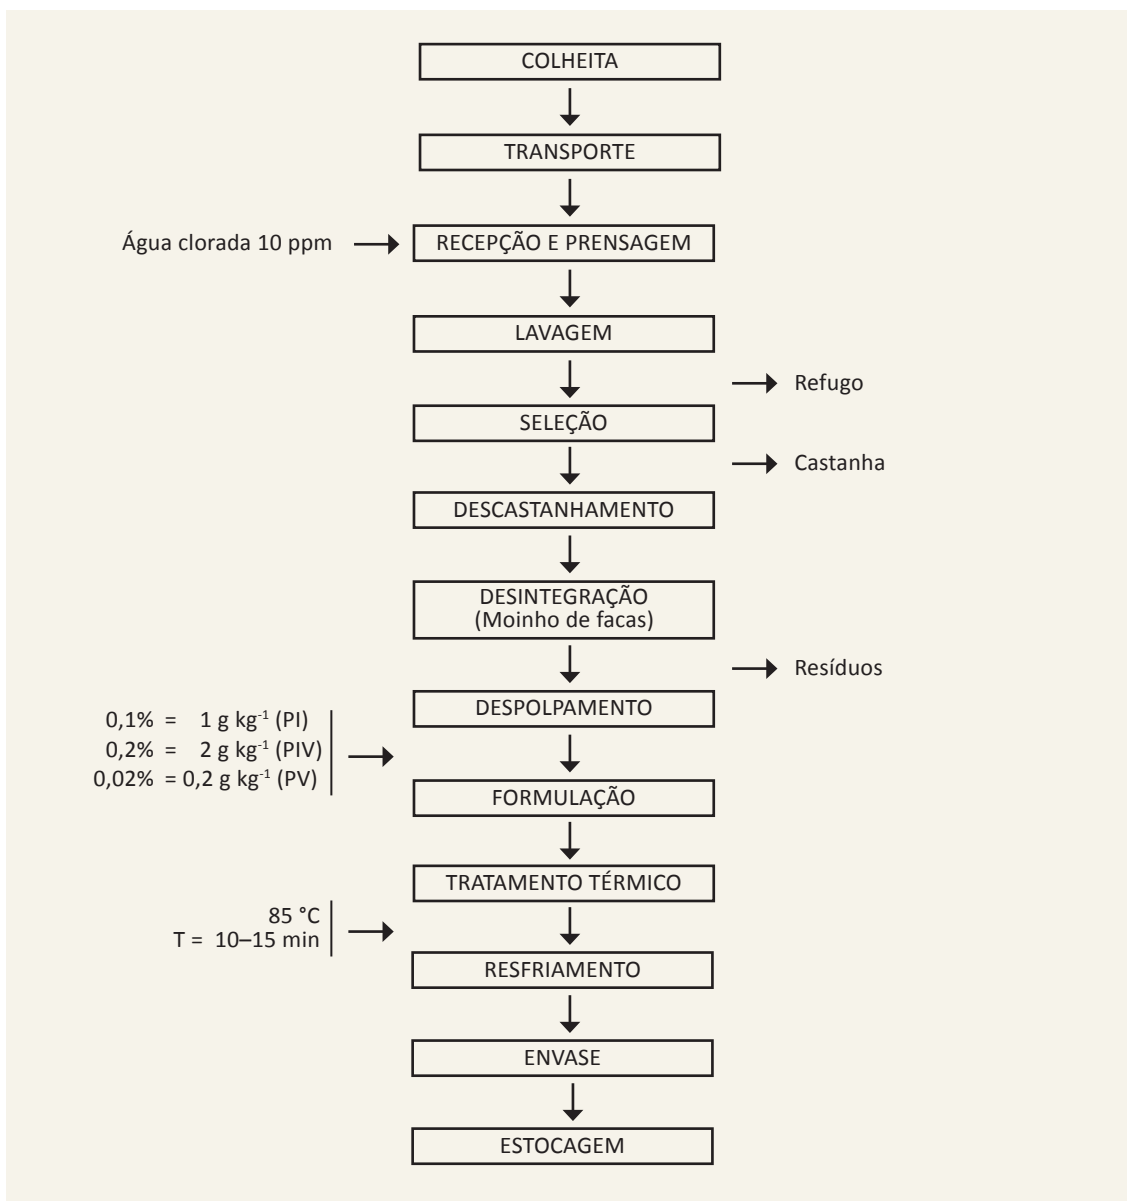 COLHEITA
TRANSPORTE
Água clorada 10 ppm
RECEPÇÃO E PRENSAGEM
LAVAGEM
Refugo
SELEÇÃO
Castanha
DESCASTANHAMENTO
DESINTEGRAÇÃO
(Moinho de facas)
Resíduos
DESPOLPAMENTO
0,1% = 1 g kg⁻¹ (PI)
0,2% = 2 g kg⁻¹ (PIV)
0,02% = 0,2 g kg⁻¹ (PV)
FORMULAÇÃO
TRATAMENTO TÉRMICO
85 °C
T = 10–15 min
RESFRIAMENTO
ENVASE
ESTOCAGEM